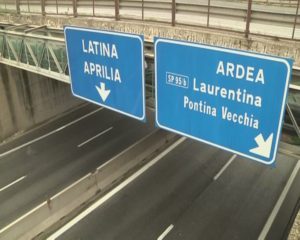 LATINA
APRILIA
ARDEA
SP 95 b Laurentina
Pontina Vecchia